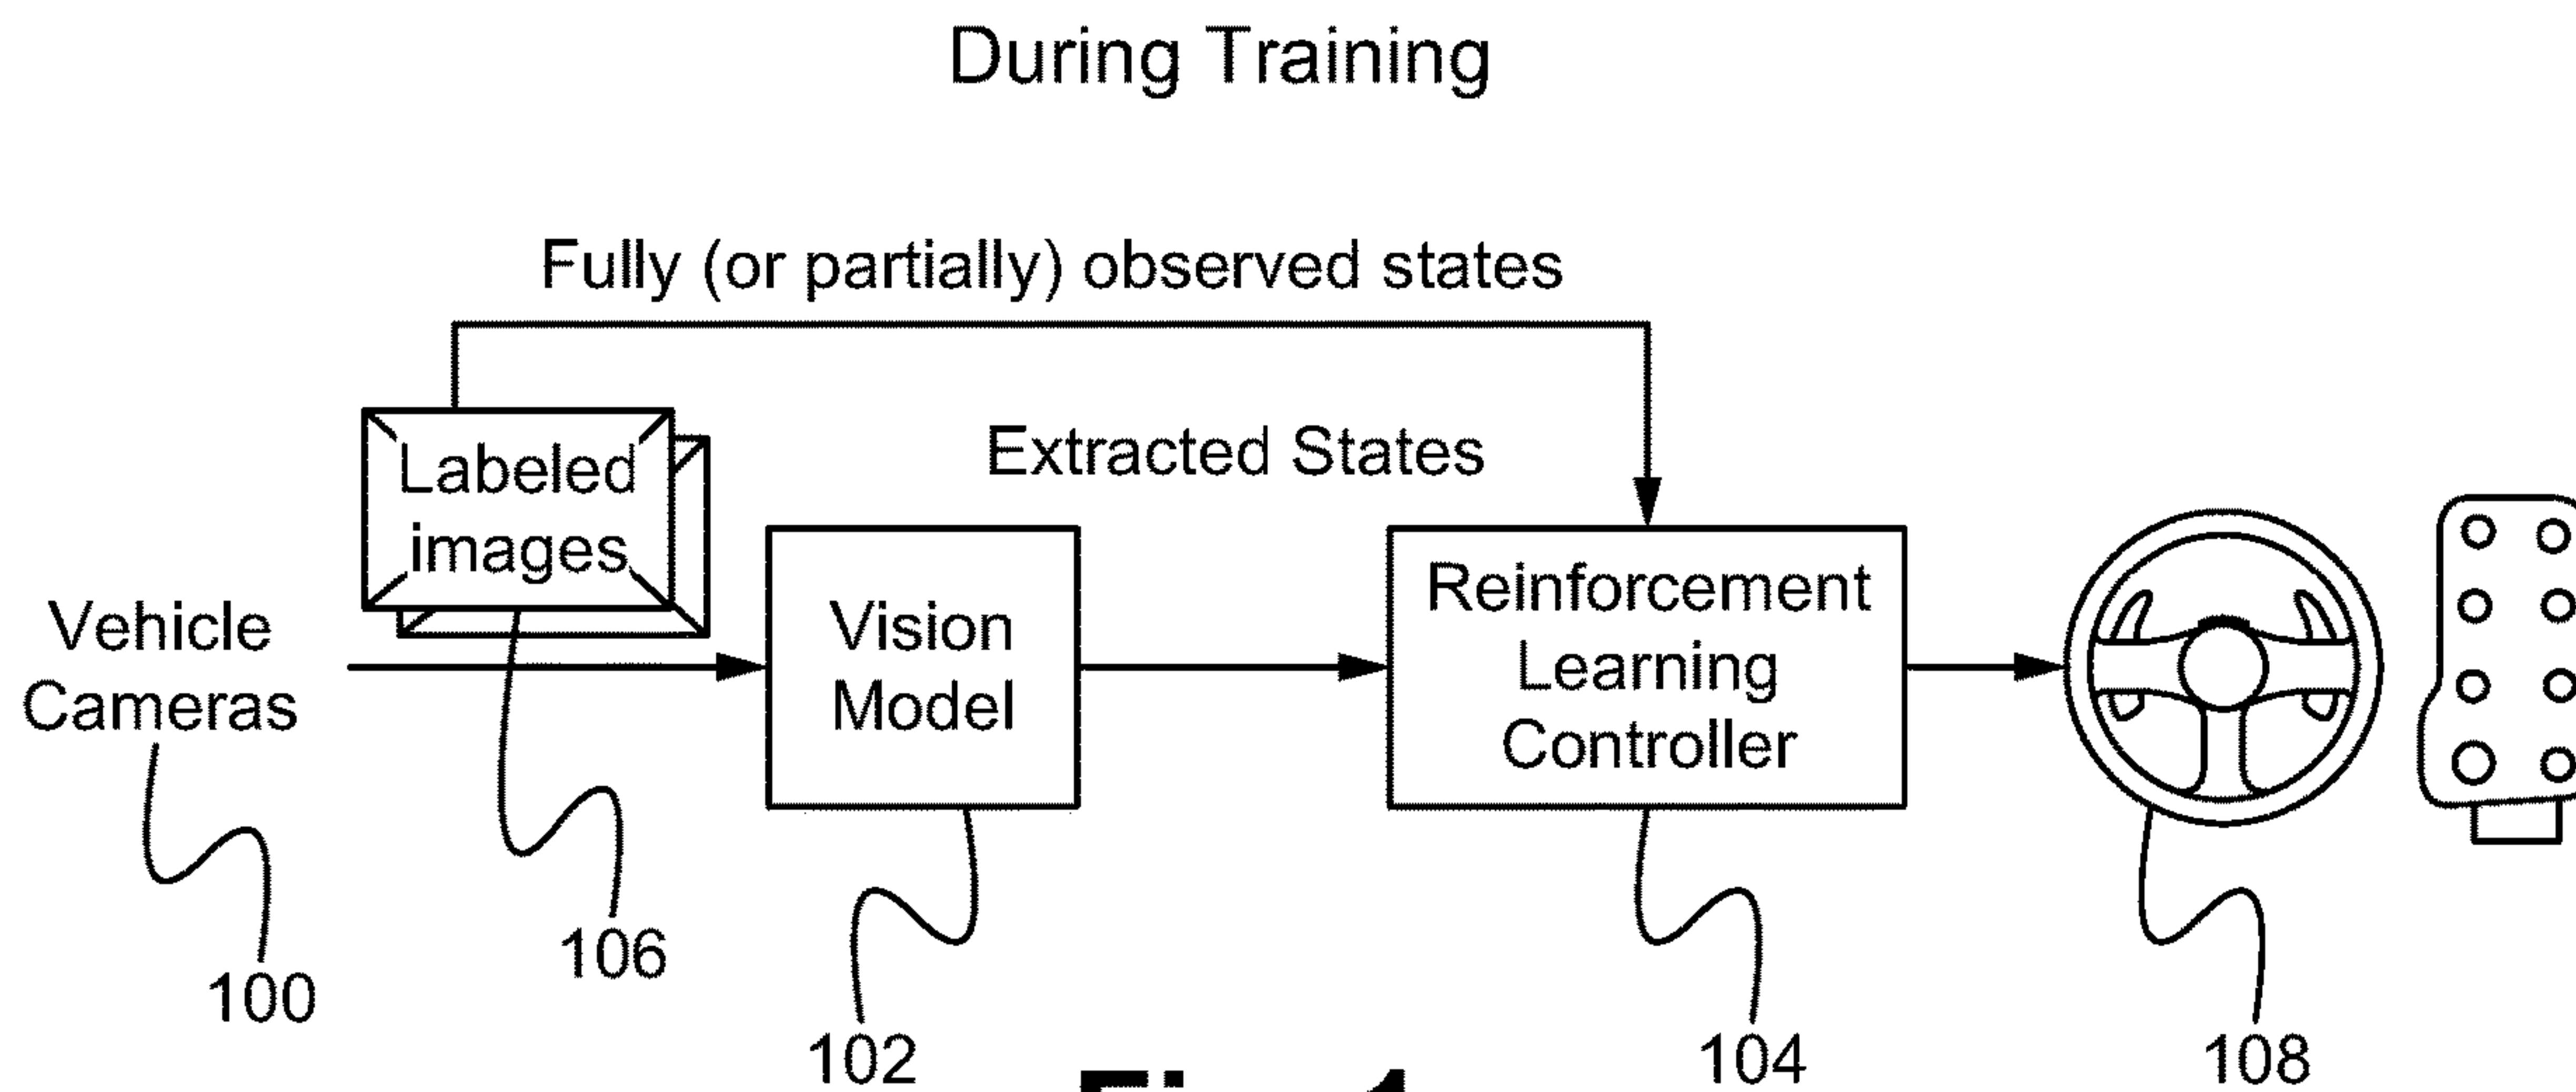 During Training
Fully (or partially) observed states
Labeled
images
Extracted States
Vehicle
Cameras
Vision
Model
Reinforcement
Learning
Controller
100
106
102
104
108